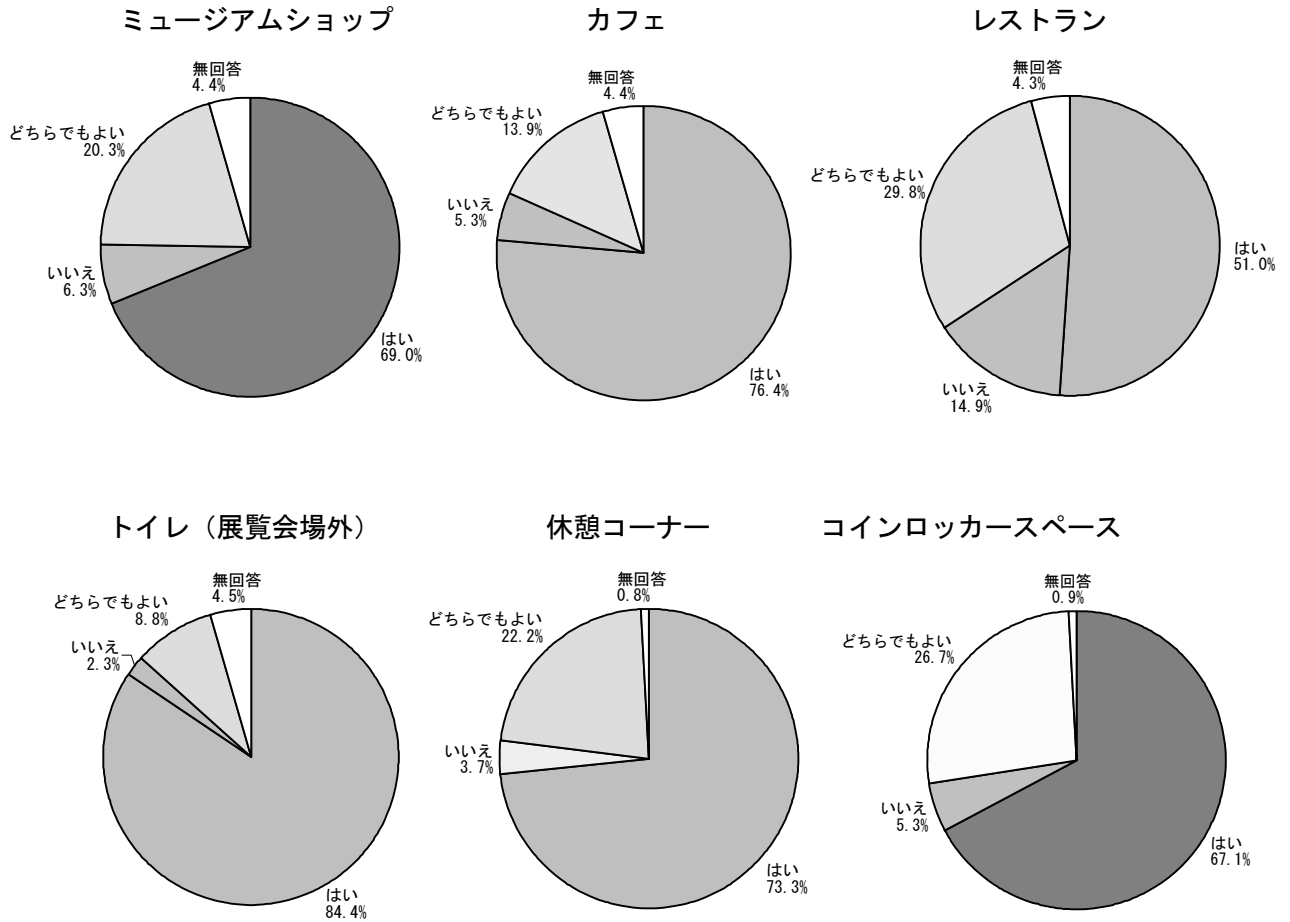 ミュージアムショップ
無回答
4.4%
どちらでもよい
20.3%
いいえ
6.3%
はい
69.0%
カフェ
無回答
4.4%
どちらでもよい
13.9%
いいえ
5.3%
はい
76.4%
レストラン
無回答
4.3%
どちらでもよい
29.8%
はい
51.0%
いいえ
14.9%
トイレ（展覧会場外）
無回答
4.5%
どちらでもよい
8.8%
いいえ
2.3%
はい
84.4%
休憩コーナー
無回答
0.8%
どちらでもよい
22.2%
いいえ
3.7%
はい
73.3%
コインロッカースペース
無回答
0.9%
どちらでもよい
26.7%
いいえ
5.3%
はい
67.1%